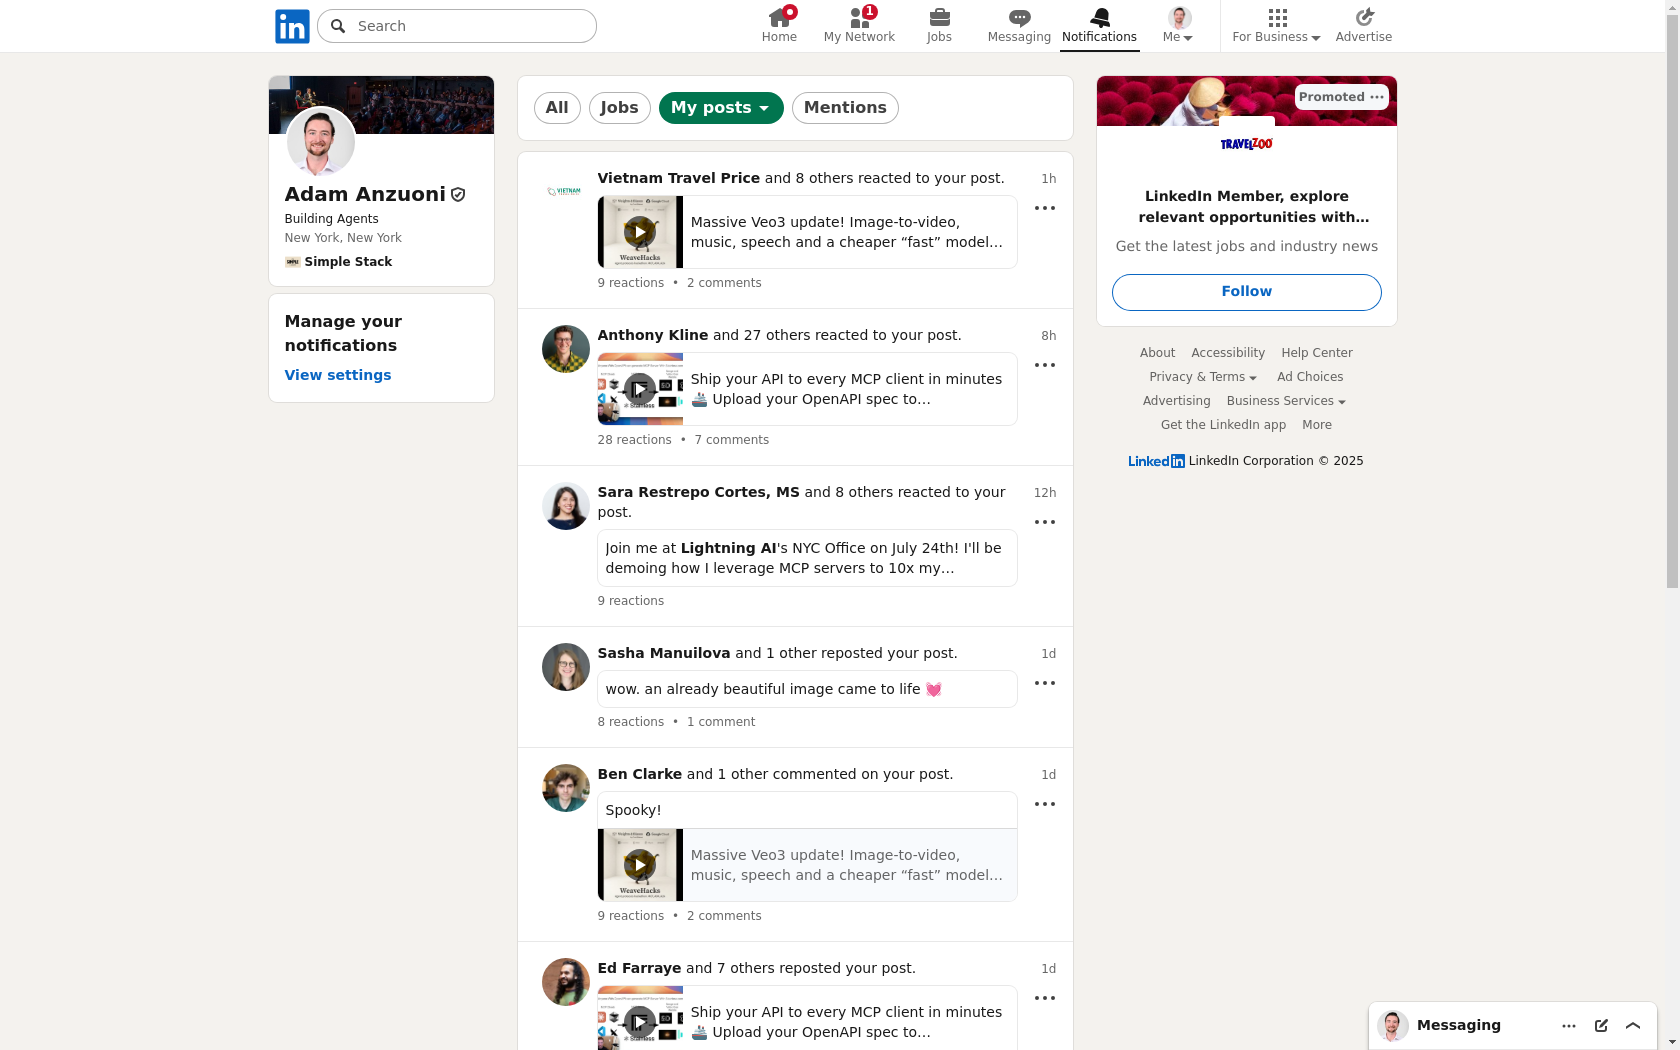 in
Search
Home
1
My Network
Jobs
Messaging
Notifications
Me
For Business
Advertise
Adam Anzuoni
Building Agents
New York, New York
Simple Stack
Manage your
notifications
View settings
All
Jobs
My posts
Mentions
VIETNAM
Vietnam Travel Price and 8 others reacted to your post.
1h
Massive Veo3 update! Image-to-video,
music, speech and a cheaper “fast” model...
WeaveHacks
9 reactions • 2 comments
Anthony Kline and 27 others reacted to your post.
8h
Ship your API to every MCP client in minutes
🚢 Upload your OpenAPI spec to...
Stainless
28 reactions • 7 comments
Sara Restrepo Cortes, MS and 8 others reacted to your
post.
12h
Join me at Lightning AI's NYC Office on July 24th! I'll be
demoing how I leverage MCP servers to 10x my...
9 reactions
Sasha Manuilova and 1 other reposted your post.
1d
wow. an already beautiful image came to life 💓
8 reactions • 1 comment
Ben Clarke and 1 other commented on your post.
1d
Spooky!
Massive Veo3 update! Image-to-video,
music, speech and a cheaper “fast” model...
WeaveHacks
9 reactions • 2 comments
Ed Farraye and 7 others reposted your post.
1d
Ship your API to every MCP client in minutes
🚢 Upload your OpenAPI spec to...
Promoted
TRAVELZOO
LinkedIn Member, explore
relevant opportunities with...
Get the latest jobs and industry news
Follow
About Accessibility Help Center
Privacy & Terms Ad Choices
Advertising Business Services
Get the LinkedIn app More
LinkedIn LinkedIn Corporation © 2025
Messaging